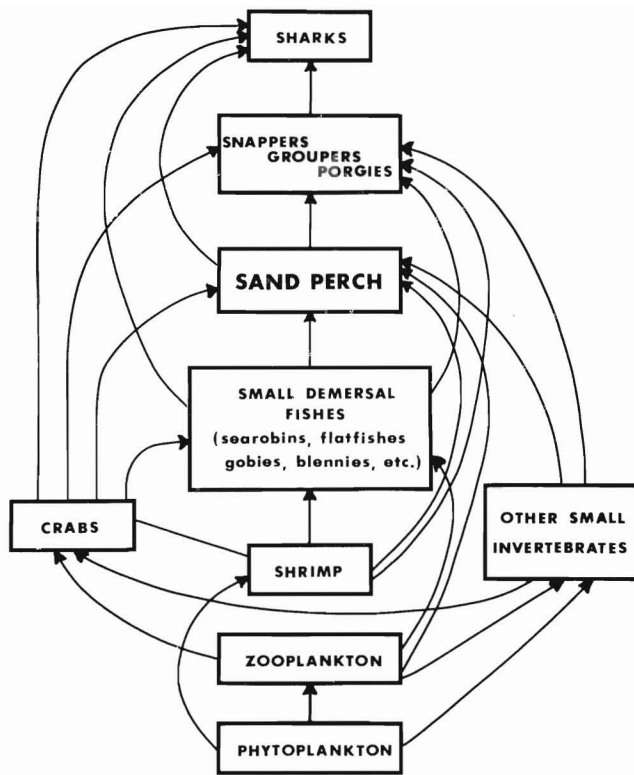 SHARKS
SNAPPERS
GROUPERS
PORGIES
SAND PERCH
SMALL DEMERSAL
FISHES
(searobins, flatfishes
gobies, blennies, etc.)
CRABS
OTHER SMALL
INVERTEBRATES
SHRIMP
ZOOPLANKTON
PHYTOPLANKTON